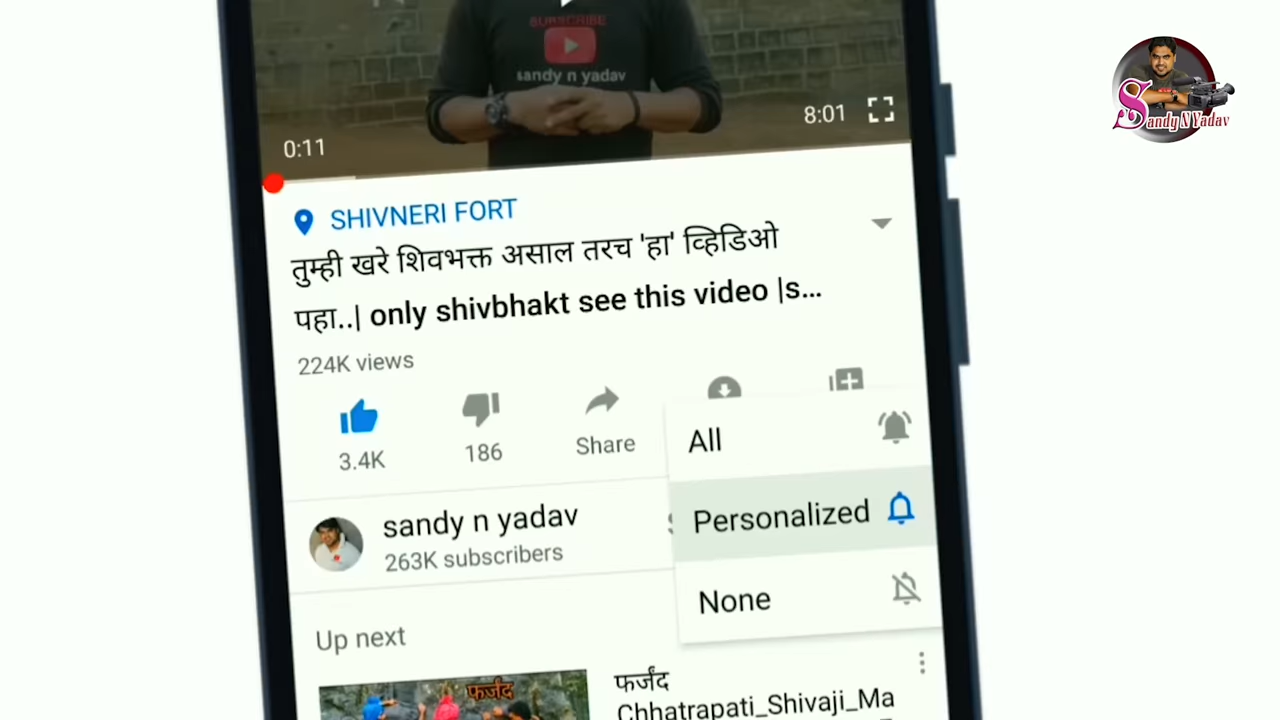 SUBSCRIBE
sandy n yadav
0:11
8:01
Sandy N Yadav
SHIVNERI FORT
तुम्ही खरे शिवभक्त असाल तरच 'हा' व्हिडिओ
पहा..| only shivbhakt see this video |s...
224K views
3.4K
186
Share
All
Personalized
None
sandy n yadav
263K subscribers
Up next
फर्जंद
फर्जंद
Chhatrapati_Shivaji_Ma